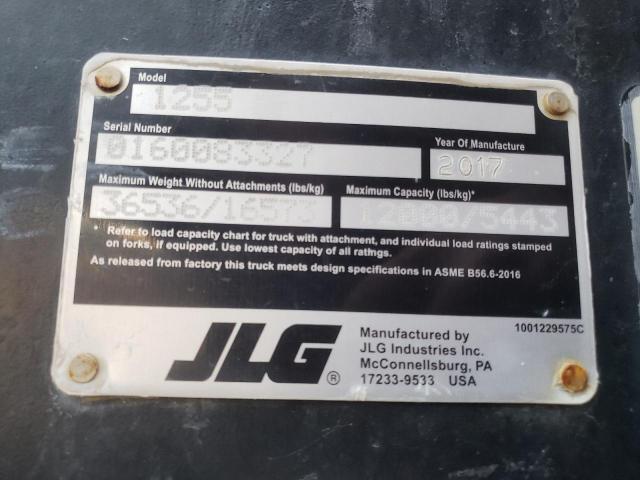 Model
1255
Serial Number
0160083327
Year Of Manufacture
2017
Maximum Weight Without Attachments (lbs/kg)
36536/16573
Maximum Capacity (lbs/kg)*
12000/5443
*Refer to load capacity chart for truck with attachment, and individual load ratings stamped
on forks, if equipped. Use lowest capacity of all ratings.
As released from factory this truck meets design specifications in ASME B56.6-2016
JLG®
Manufactured by
JLG Industries Inc.
McConnellsburg, PA
17233-9533 USA
1001229575C